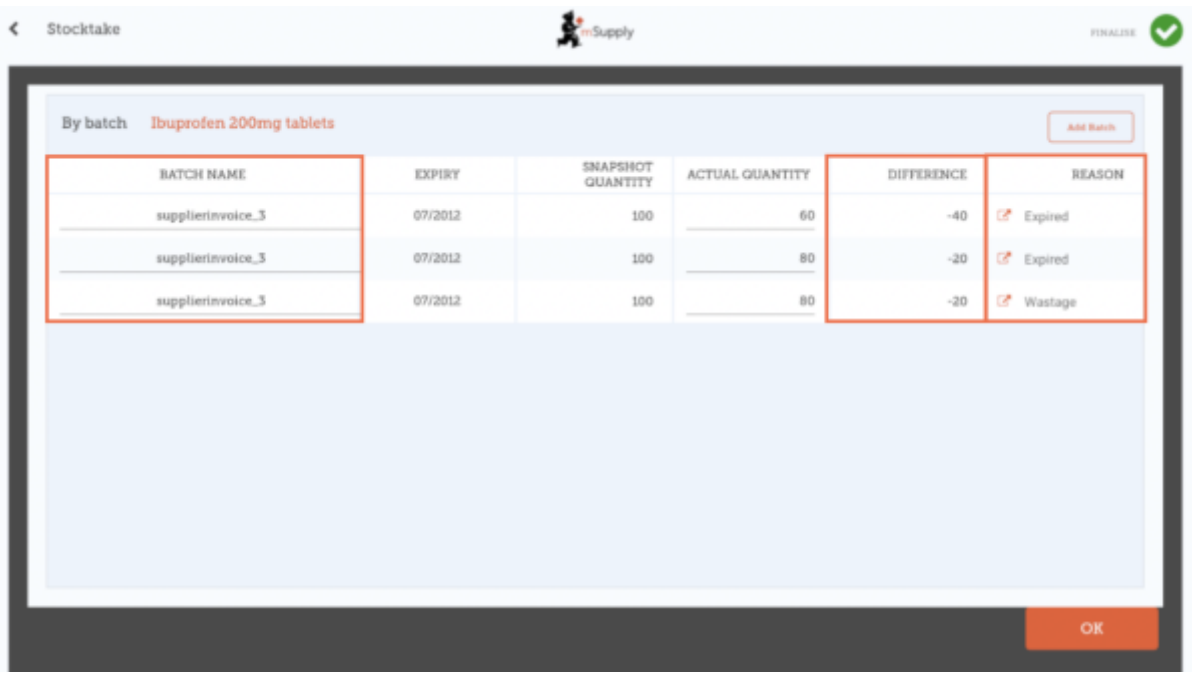 Stocktake
mSupply
FINALISE
By batch Ibuprofen 200mg tablets
Add Batch
BATCH NAME EXPIRY SNAPSHOT QUANTITY ACTUAL QUANTITY DIFFERENCE REASON
supplierinvoice_3 07/2012 100 60 -40 Expired
supplierinvoice_3 07/2012 100 80 -20 Expired
supplierinvoice_3 07/2012 100 80 -20 Wastage
OK